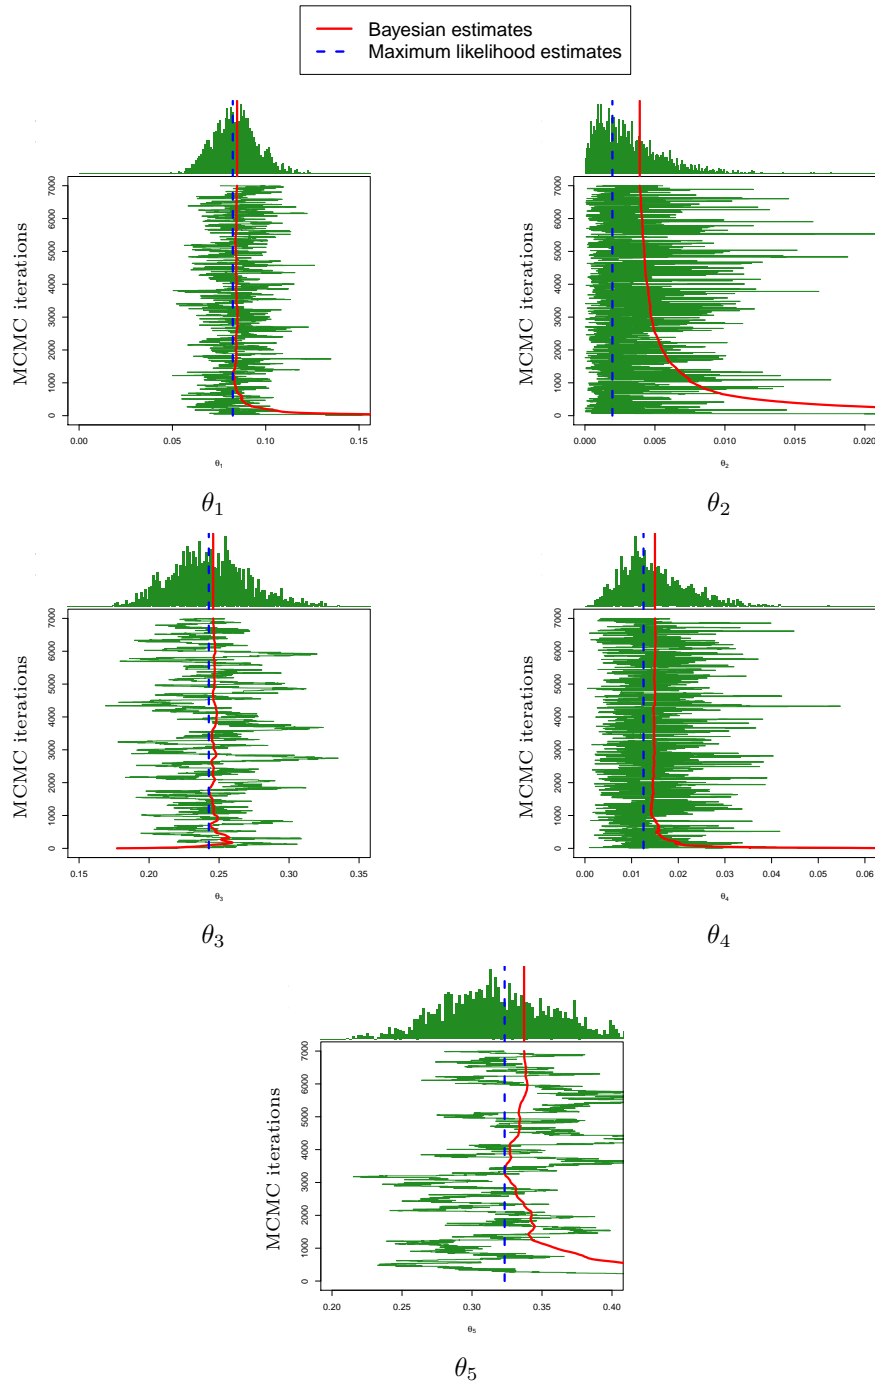 Bayesian estimates
Maximum likelihood estimates
MCMC iterations
0 1000 2000 3000 4000 5000 6000 7000
0.00 0.05 0.10 0.15
θ1
θ1
MCMC iterations
0 1000 2000 3000 4000 5000 6000 7000
0.000 0.005 0.010 0.015 0.020
θ2
θ2
MCMC iterations
0 1000 2000 3000 4000 5000 6000 7000
0.15 0.20 0.25 0.30 0.35
θ3
θ3
MCMC iterations
0 1000 2000 3000 4000 5000 6000 7000
0.00 0.01 0.02 0.03 0.04 0.05 0.06
θ4
θ4
MCMC iterations
0 1000 2000 3000 4000 5000 6000 7000
0.20 0.25 0.30 0.35 0.40
θ5
θ5